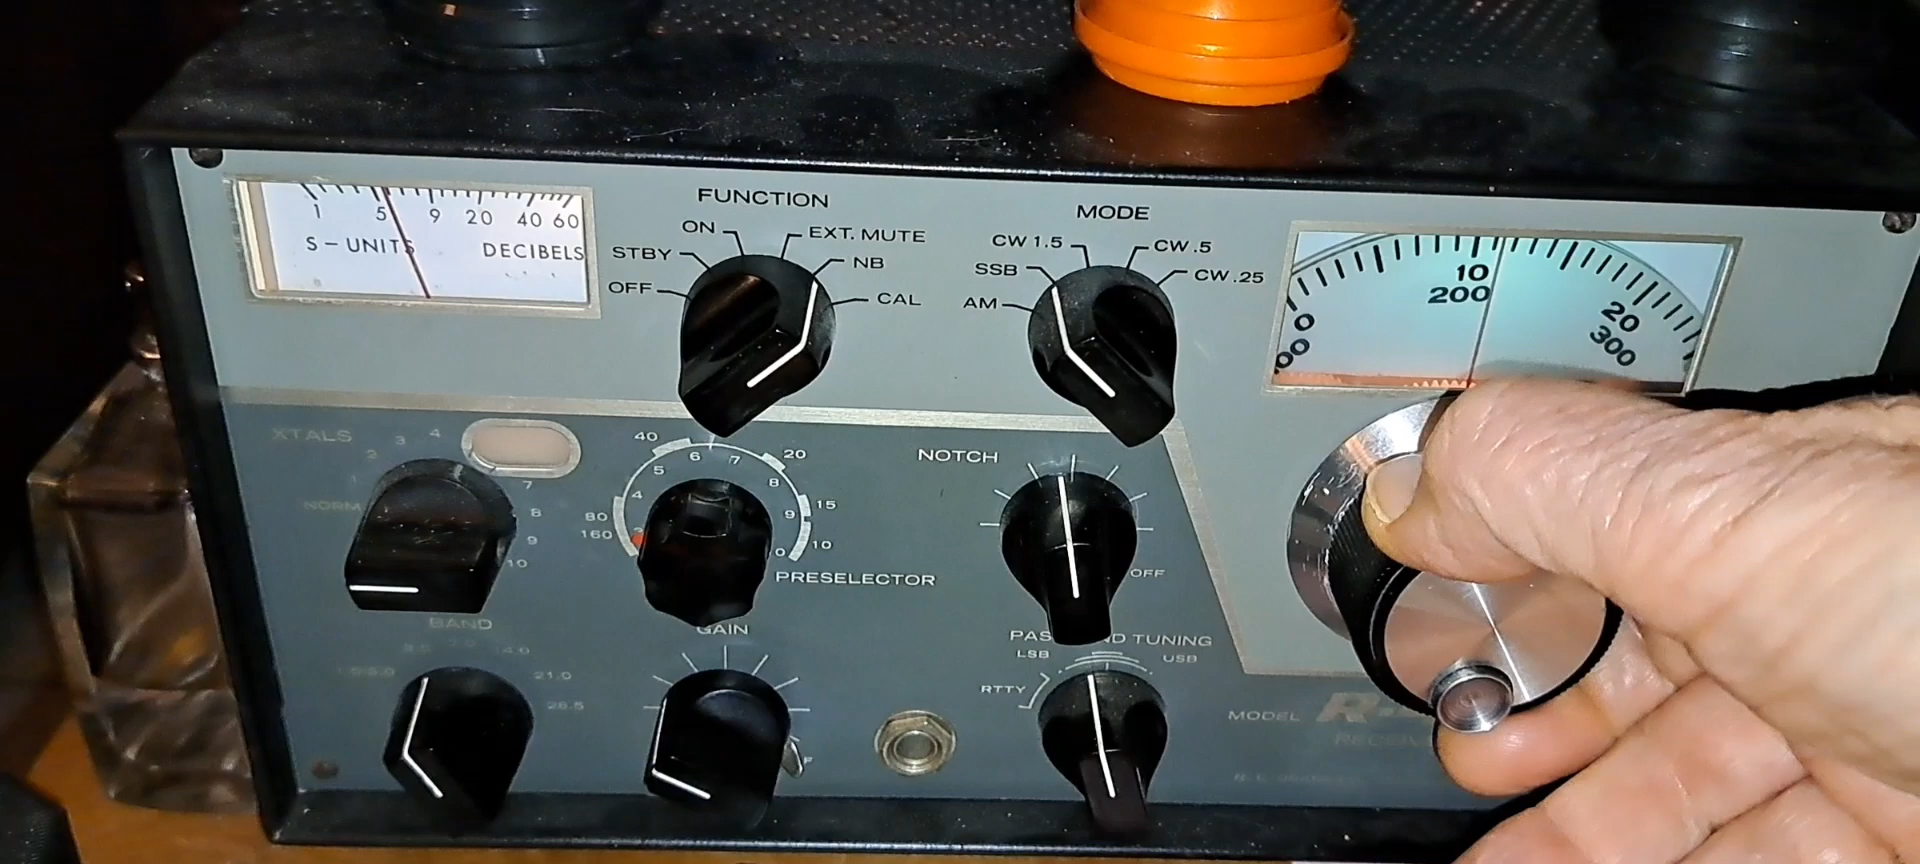 1 5 9 20 40 60
S-UNITS DECIBELS
FUNCTION
OFF
STBY
ON
EXT. MUTE
NB
CAL
MODE
AM
SSB
CW 1.5
CW .5
CW .25
0 10 20
00 200 300
XTALS
NORM
1 2 3 4
7 8 9 10
40 20
80 15
160 10
3 4 5 6 7 8 9 0
PRESELECTOR
NOTCH
OFF
BAND
21.0
28.5
GAIN
LSB
USB
TUNING
RTTY
MODEL